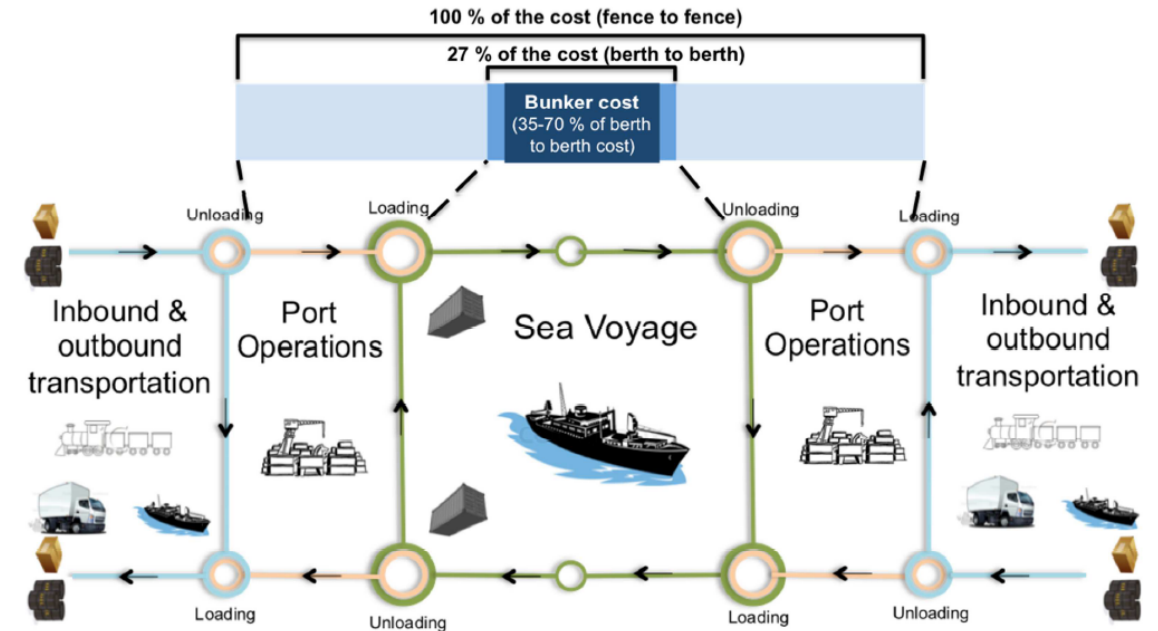 100 % of the cost (fence to fence)
27 % of the cost (berth to berth)
Bunker cost
(35-70 % of berth
to berth cost)
Unloading
Loading
Unloading
Loading
Inbound &
outbound
transportation
Port
Operations
Sea Voyage
Port
Operations
Inbound &
outbound
transportation
Loading
Unloading
Loading
Unloading